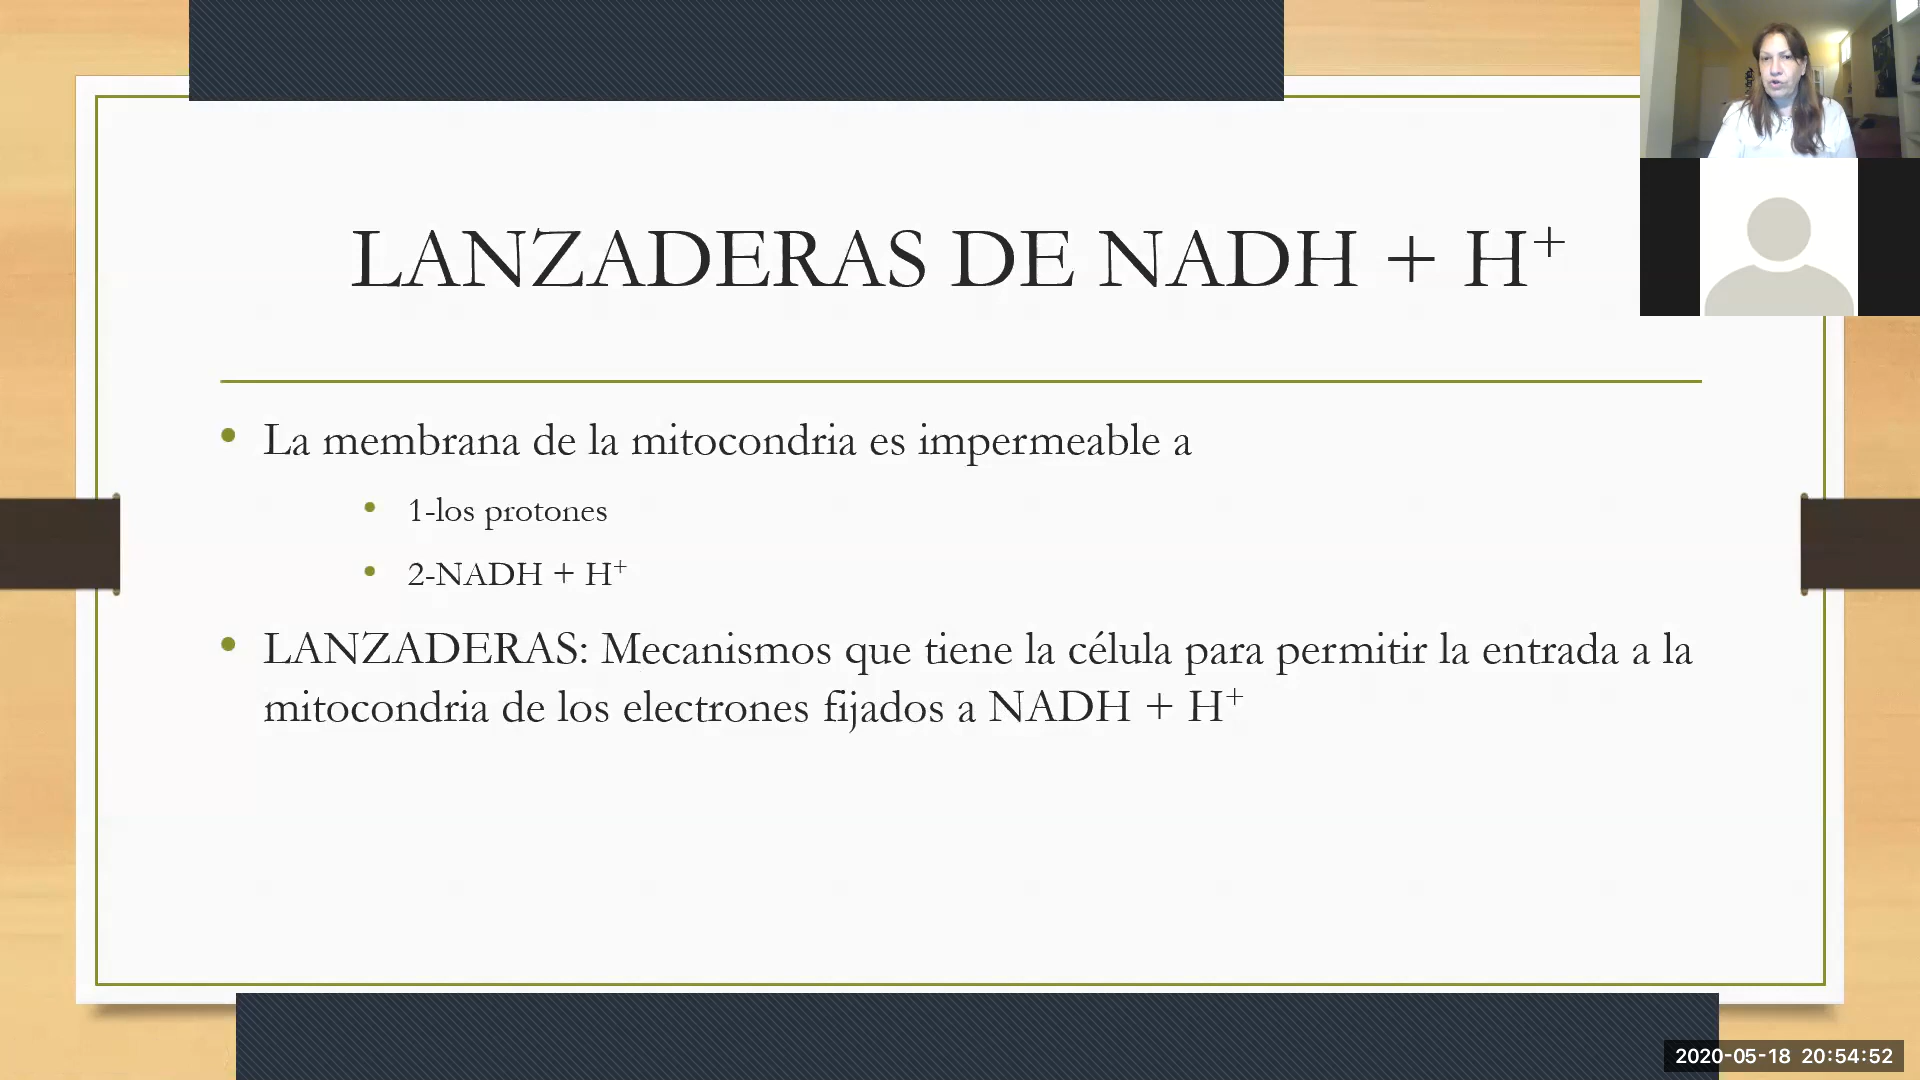 LANZADERAS DE NADH + H⁺
• La membrana de la mitocondria es impermeable a
• 1-los protones
• 2-NADH + H⁺
• LANZADERAS: Mecanismos que tiene la célula para permitir la entrada a la
mitocondria de los electrones fijados a NADH + H⁺
2020-05-18 20:54:52